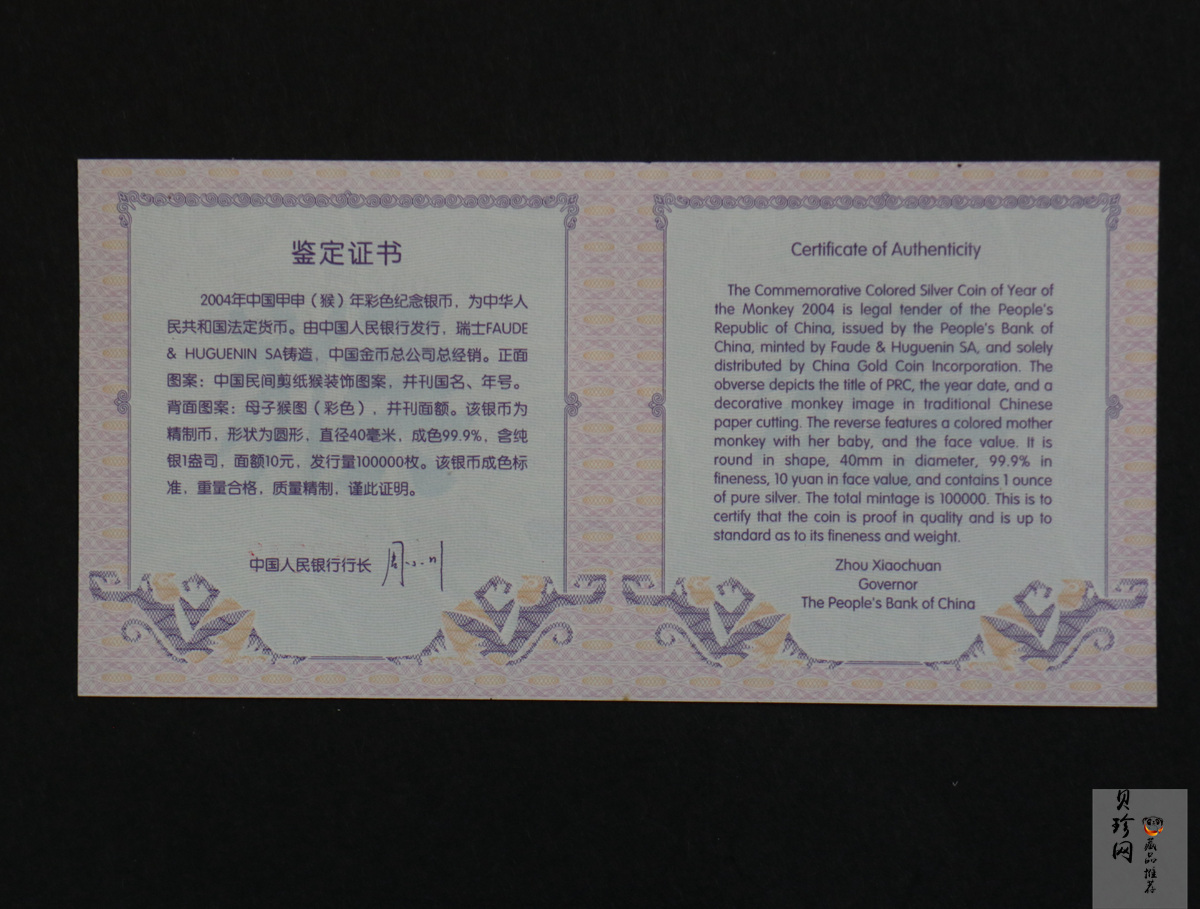 鉴定证书
2004年中国甲申（猴）年彩色纪念银币，为中华人
民共和国法定货币。由中国人民银行发行，瑞士FAUDE
& HUGUENIN SA铸造，中国金币总公司总经销。正面
图案：中国民间剪纸猴装饰图案，并刊国名、年号。
背面图案：母子猴图（彩色），并刊面额。该银币为
精制币，形状为圆形，直径40毫米，成色99.9%，含纯
银1盎司，面额10元，发行量100000枚。该银币成色标
准，重量合格，质量精制，谨此证明。
中国人民银行行长 周小川
Certificate of Authenticity
The Commemorative Colored Silver Coin of Year of
the Monkey 2004 is legal tender of the People's
Republic of China, issued by the People's Bank of
China, minted by Faude & Huguenin SA, and solely
distributed by China Gold Coin Incorporation. The
obverse depicts the title of PRC, the year date, and a
decorative monkey image in traditional Chinese
paper cutting. The reverse features a colored mother
monkey with her baby, and the face value. It is
round in shape, 40mm in diameter, 99.9% in
fineness, 10 yuan in face value, and contains 1 ounce
of pure silver. The total mintage is 100000. This is to
certify that the coin is proof in quality and is up to
standard as to its fineness and weight.
Zhou Xiaochuan
Governor
The People's Bank of China
贝珍网
藏品推荐